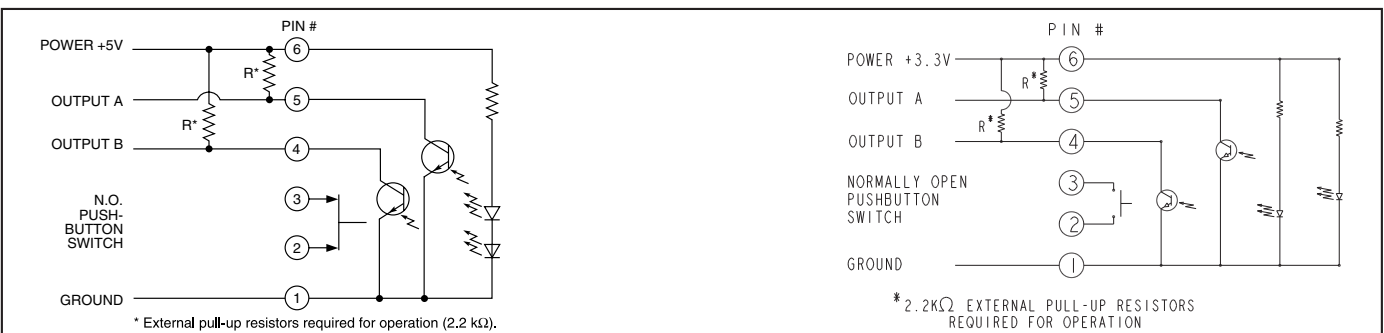 PIN #
POWER +5V
6
R*
OUTPUT A
5
R*
OUTPUT B
4
N.O.
PUSH-
BUTTON
SWITCH
3
2
GROUND
1
* External pull-up resistors required for operation (2.2 kΩ).
PIN #
POWER +3.3V
6
R*
OUTPUT A
5
R*
OUTPUT B
4
NORMALLY OPEN
PUSHBUTTON
SWITCH
3
2
GROUND
1
*2.2KΩ EXTERNAL PULL-UP RESISTORS
REQUIRED FOR OPERATION